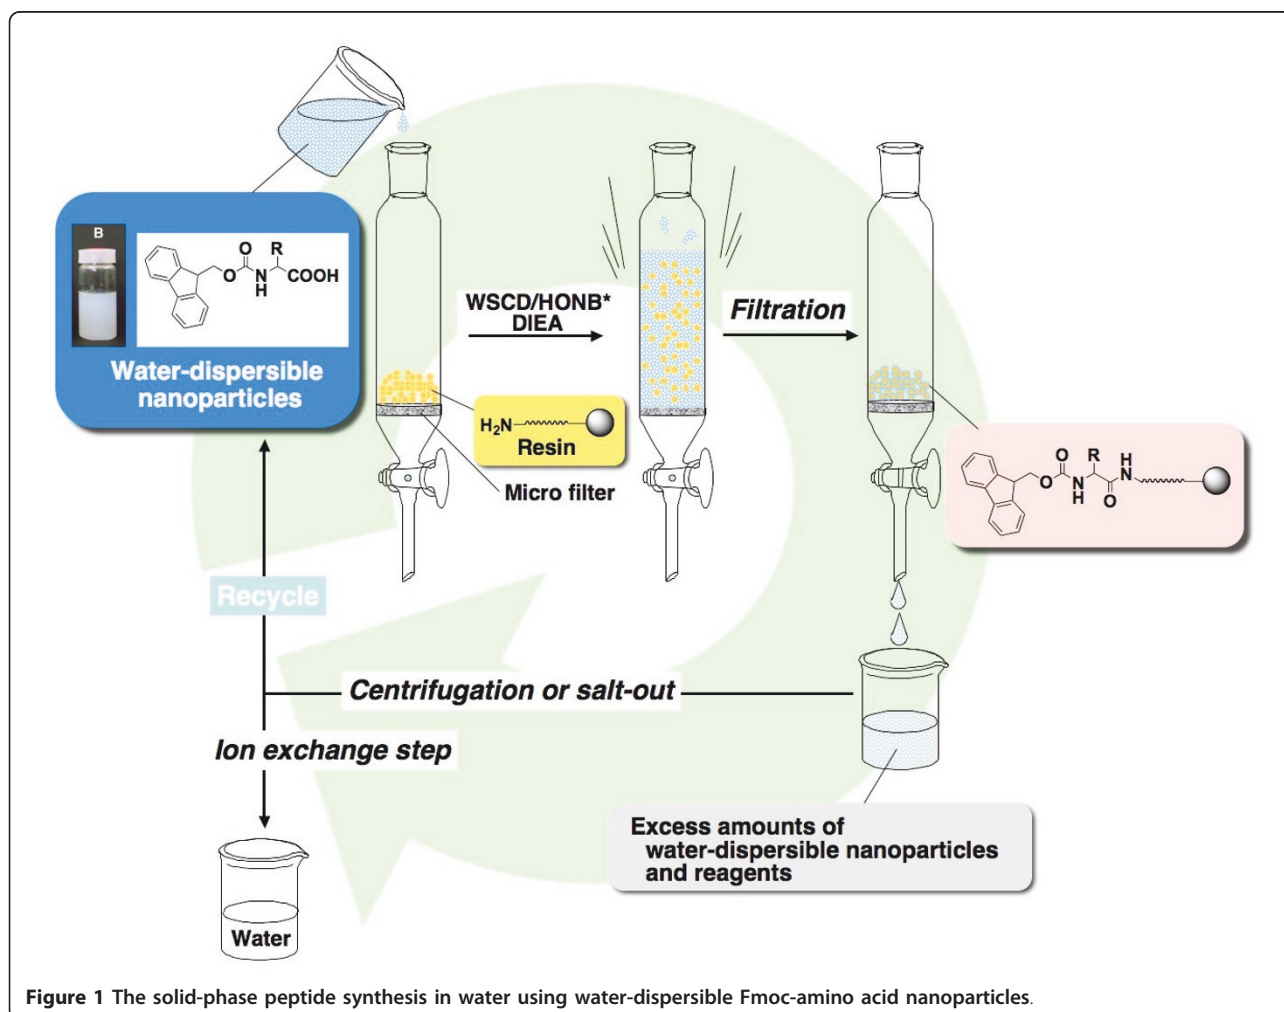 B
O
R
O
N
H
COOH
Water-dispersible
nanoparticles
WSCD/HONB*
DIEA
Filtration
H₂N
Resin
Micro filter
O
R
H
N
O
N
H
O
Recycle
Centrifugation or salt-out
Ion exchange step
Excess amounts of
water-dispersible nanoparticles
and reagents
Water
Figure 1 The solid-phase peptide synthesis in water using water-dispersible Fmoc-amino acid nanoparticles.